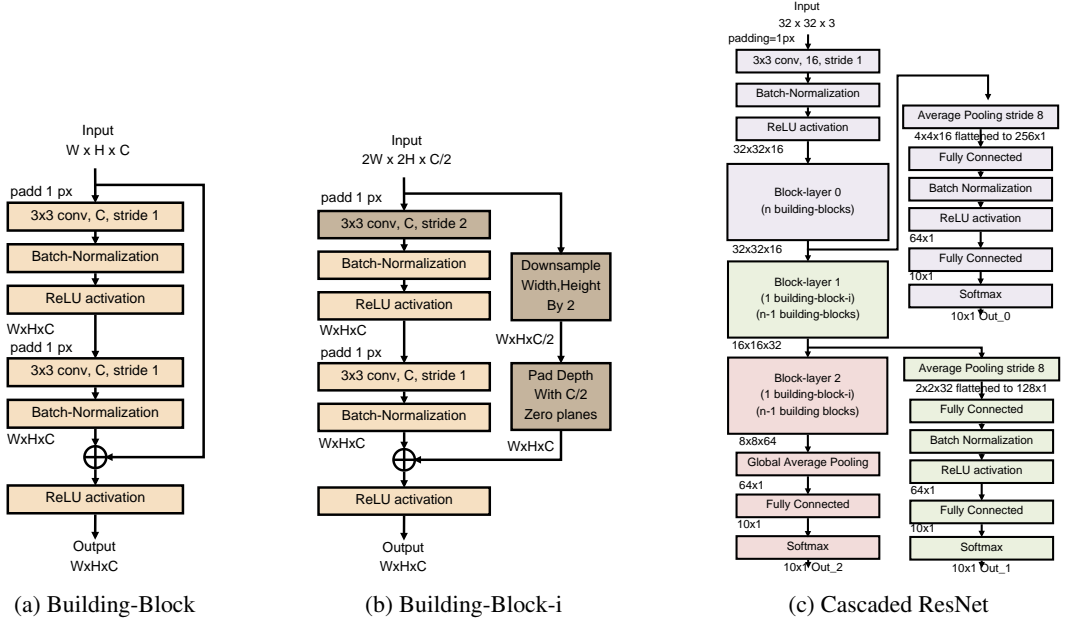 Input
W x H x C
padd 1 px
3x3 conv, C, stride 1
Batch-Normalization
ReLU activation
WxHxC
padd 1 px
3x3 conv, C, stride 1
Batch-Normalization
WxHxC
ReLU activation
Output
WxHxC
(a) Building-Block
Input
2W x 2H x C/2
padd 1 px
3x3 conv, C, stride 2
Batch-Normalization
ReLU activation
WxHxC
padd 1 px
3x3 conv, C, stride 1
Batch-Normalization
WxHxC
Downsample
Width,Height
By 2
WxHxC/2
Pad Depth
With C/2
Zero planes
WxHxC
ReLU activation
Output
WxHxC
(b) Building-Block-i
Input
32 x 32 x 3
padding=1px
3x3 conv, 16, stride 1
Batch-Normalization
ReLU activation
32x32x16
Block-layer 0
(n building-blocks)
32x32x16
Block-layer 1
(1 building-block-i)
(n-1 building-blocks)
16x16x32
Block-layer 2
(1 building-block-i)
(n-1 building blocks)
8x8x64
Global Average Pooling
64x1
Fully Connected
10x1
Softmax
10x1 Out_2
Average Pooling stride 8
4x4x16 flattened to 256x1
Fully Connected
Batch Normalization
ReLU activation
64x1
Fully Connected
10x1
Softmax
10x1 Out_0
Average Pooling stride 8
2x2x32 flattened to 128x1
Fully Connected
Batch Normalization
ReLU activation
64x1
Fully Connected
10x1
Softmax
10x1 Out_1
(c) Cascaded ResNet